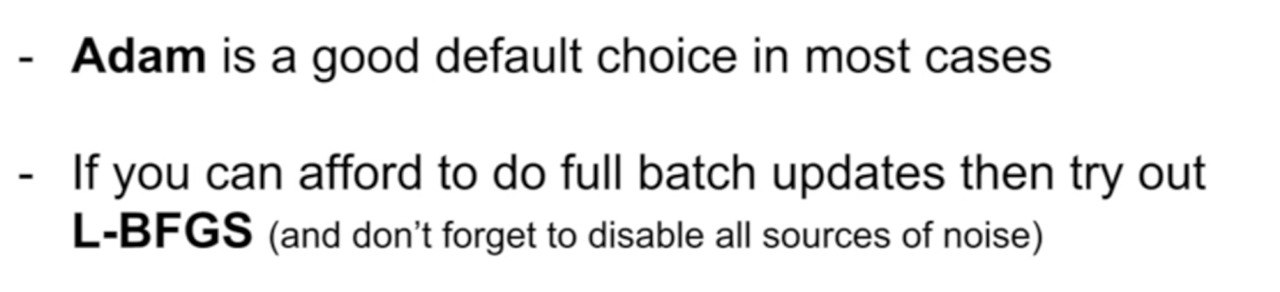 - Adam is a good default choice in most cases
- If you can afford to do full batch updates then try out
L-BFGS (and don't forget to disable all sources of noise)